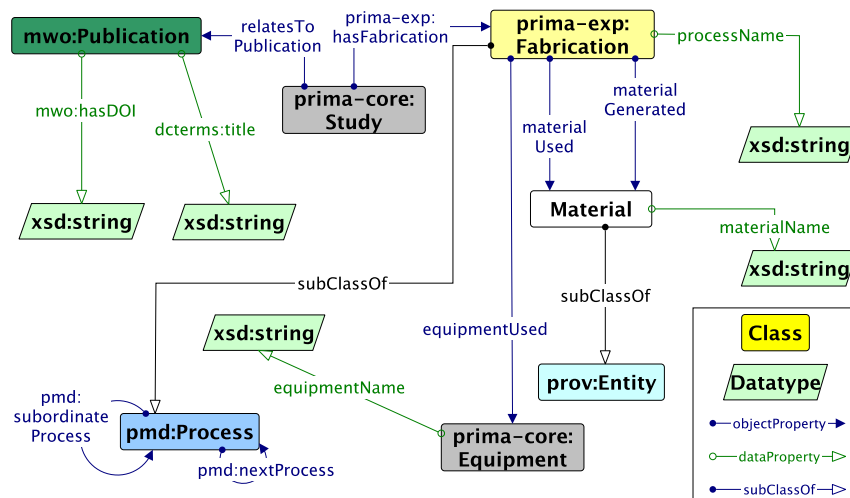 mwo:Publication
relatesTo
Publication
prima-exp:
hasFabrication
prima-exp:
Fabrication
processName
prima-core:
Study
mwo:hasDOI
dcterms:title
material
Used
material
Generated
xsd:string
xsd:string
xsd:string
Material
materialName
xsd:string
subClassOf
subClassOf
xsd:string
equipmentUsed
Class
equipmentName
prov:Entity
Datatype
pmd:
subordinate
Process
pmd:Process
pmd:nextProcess
prima-core:
Equipment
objectProperty
dataProperty
subClassOf